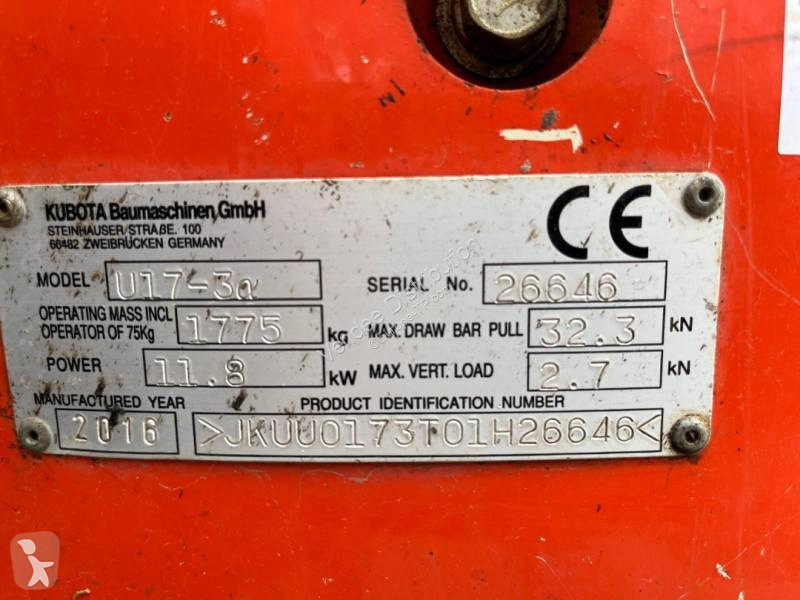 KUBOTA Baumaschinen, GmbH
STEINHAUSER/STRAßE. 100
66482 ZWEIBRÜCKEN GERMANY
CE
MODEL U17-3α SERIAL No. 26646
OPERATING MASS INCL OPERATOR OF 75Kg 1775 kg MAX. DRAW BAR PULL 32.3 kN
POWER 11.8 kW MAX. VERT. LOAD 2.7 kN
MANUFACTURED YEAR PRODUCT IDENTIFICATION NUMBER
2016 >JKUU0173T01H26646<